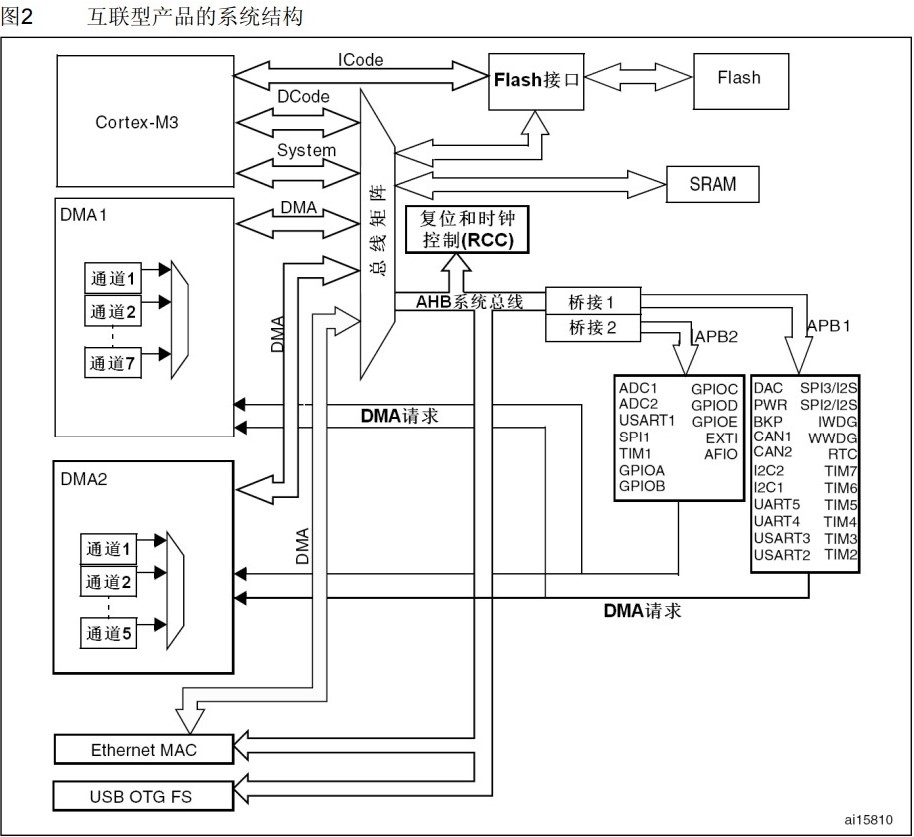 图2 互联型产品的系统结构
ICode
Flash接口
Flash
Cortex-M3
DCode
System
SRAM
DMA1
DMA
总线矩阵
复位和时钟
控制(RCC)
通道1
通道2
通道7
DMA
AHB系统总线
桥接1
桥接2
APB2
APB1
DMA请求
ADC1 GPIOC
ADC2 GPIOD
USART1 GPIOE
SPI1 EXTI
TIM1 AFIO
GPIOA
GPIOB
DAC SPI3/I2S
PWR SPI2/I2S
BKP IWDG
CAN1 WWDG
CAN2 RTC
I2C2 TIM7
I2C1 TIM6
UART5 TIM5
UART4 TIM4
USART3 TIM3
USART2 TIM2
DMA2
通道1
通道2
通道5
DMA
DMA请求
Ethernet MAC
USB OTG FS
ai15810